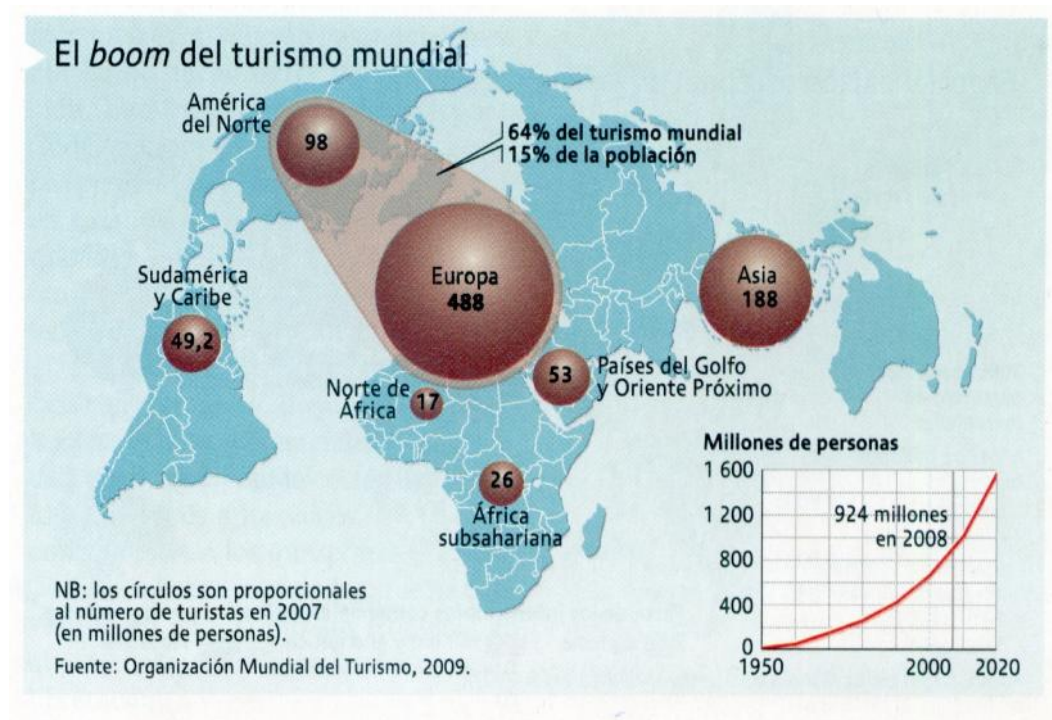 El boom del turismo mundial
América
del Norte
98
64% del turismo mundial
15% de la población
Europa
488
Asia
188
Sudamérica
y Caribe
49,2
Norte de
África
17
53
Países del Golfo
y Oriente Próximo
26
África
subsahariana
Millones de personas
1 600
1 200
800
400
0
1950
2000
2020
924 millones
en 2008
NB: los círculos son proporcionales
al número de turistas en 2007
(en millones de personas).
Fuente: Organización Mundial del Turismo, 2009.